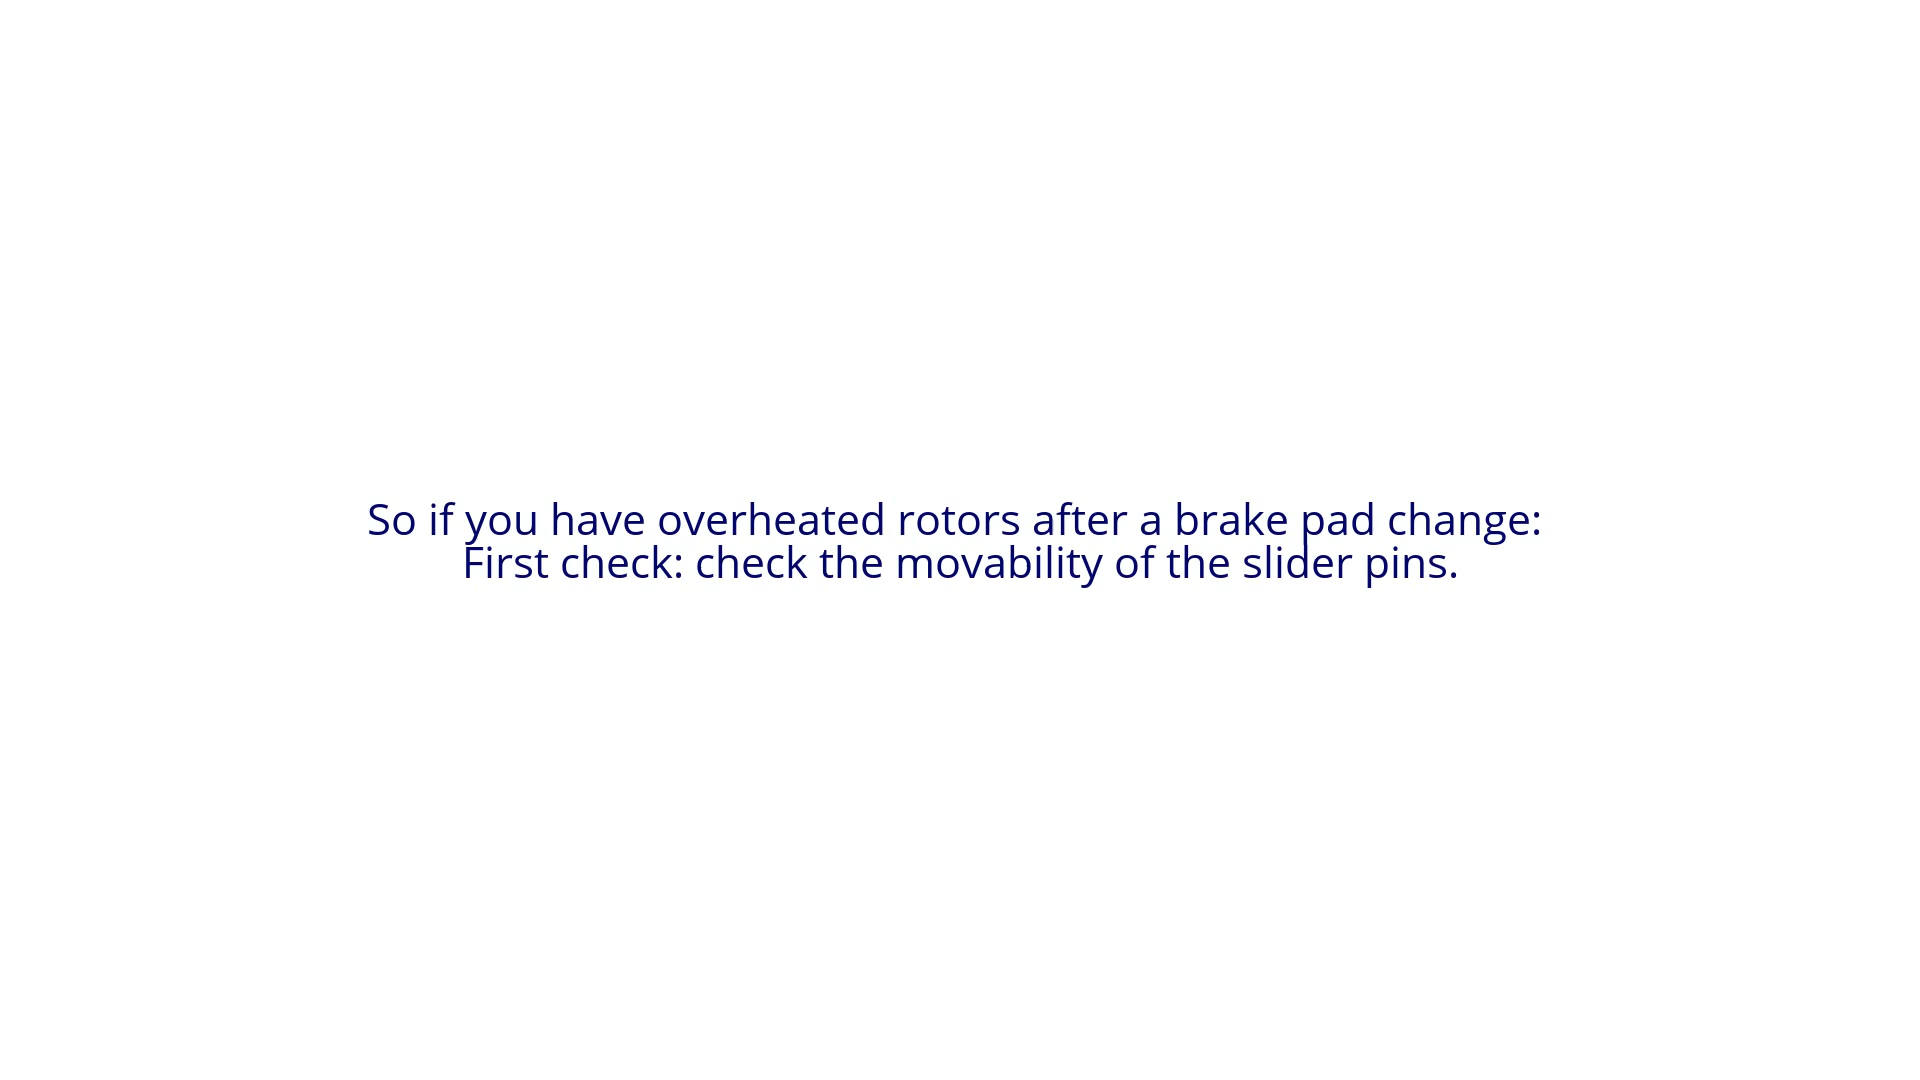 So if you have overheated rotors after a brake pad change:
First check: check the movability of the slider pins.